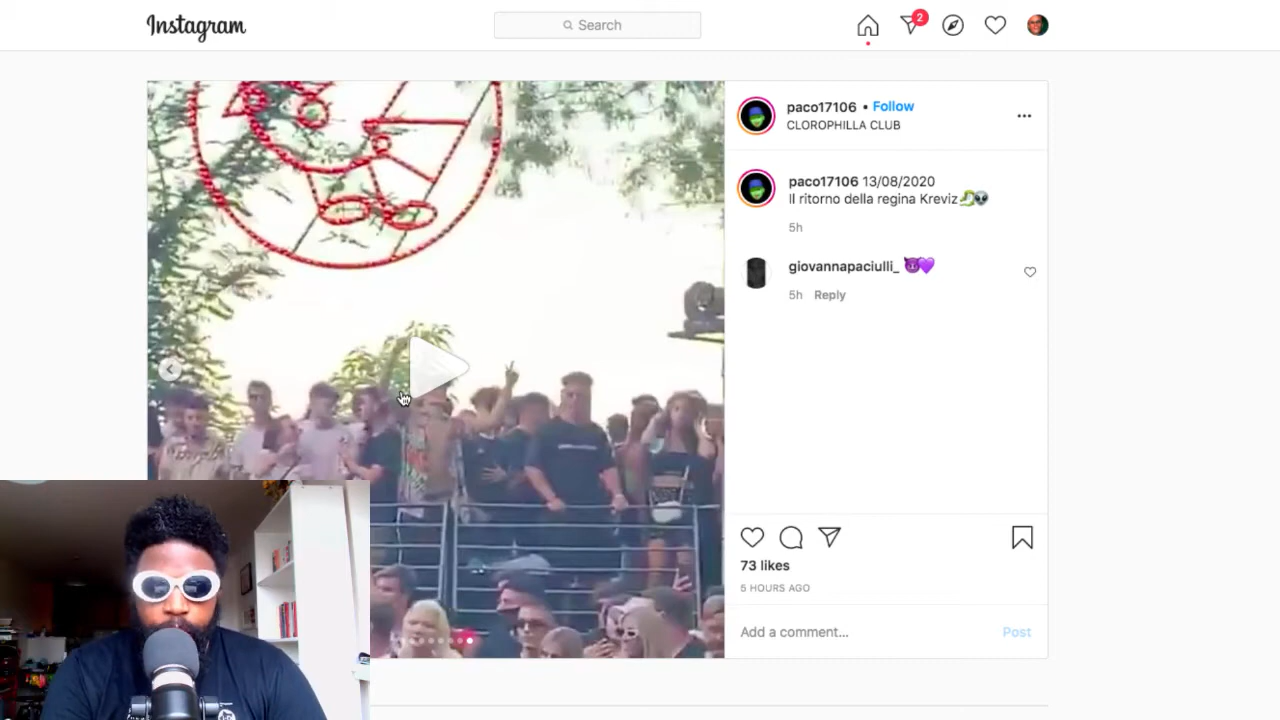 Instagram
Search
2
paco17106 • Follow
CLOROPHILLA CLUB
paco17106 13/08/2020
Il ritorno della regina Kreviz🐉👽
5h
giovannapaciulli_ 😈💜
5h Reply
73 likes
5 HOURS AGO
Add a comment... Post